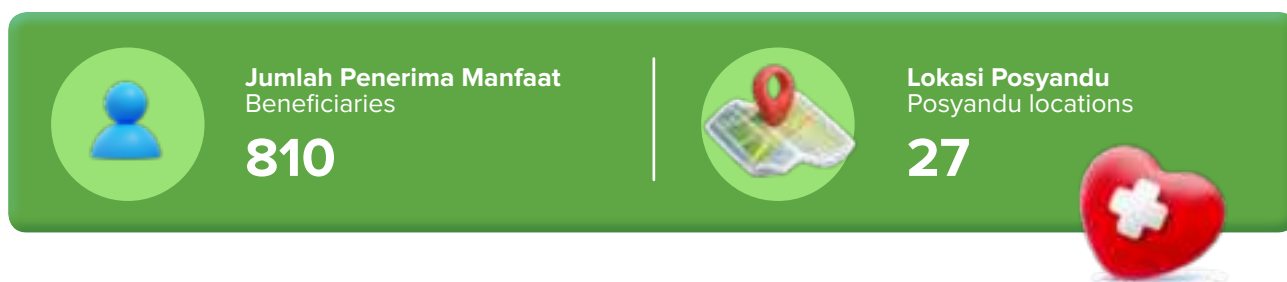 Jumlah Penerima Manfaat
Beneficiaries
810
Lokasi Posyandu
Posyandu locations
27